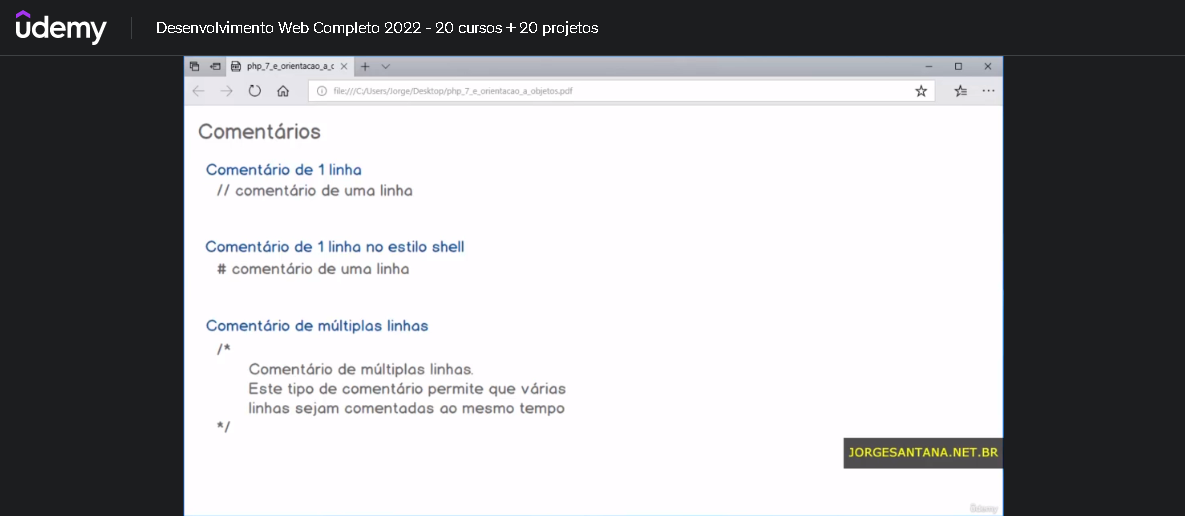 ûdemy
Desenvolvimento Web Completo 2022 - 20 cursos + 20 projetos
php_7_e_orientacao_a_c
file:///C:/Users/Jorge/Desktop/php_7_e_orientacao_a_objetos.pdf
Comentários
Comentário de 1 linha
// comentário de uma linha
Comentário de 1 linha no estilo shell
# comentário de uma linha
Comentário de múltiplas linhas
/*
Comentário de múltiplas linhas.
Este tipo de comentário permite que várias
linhas sejam comentadas ao mesmo tempo
*/
JORGESANTANA.NET.BR
ûdemy